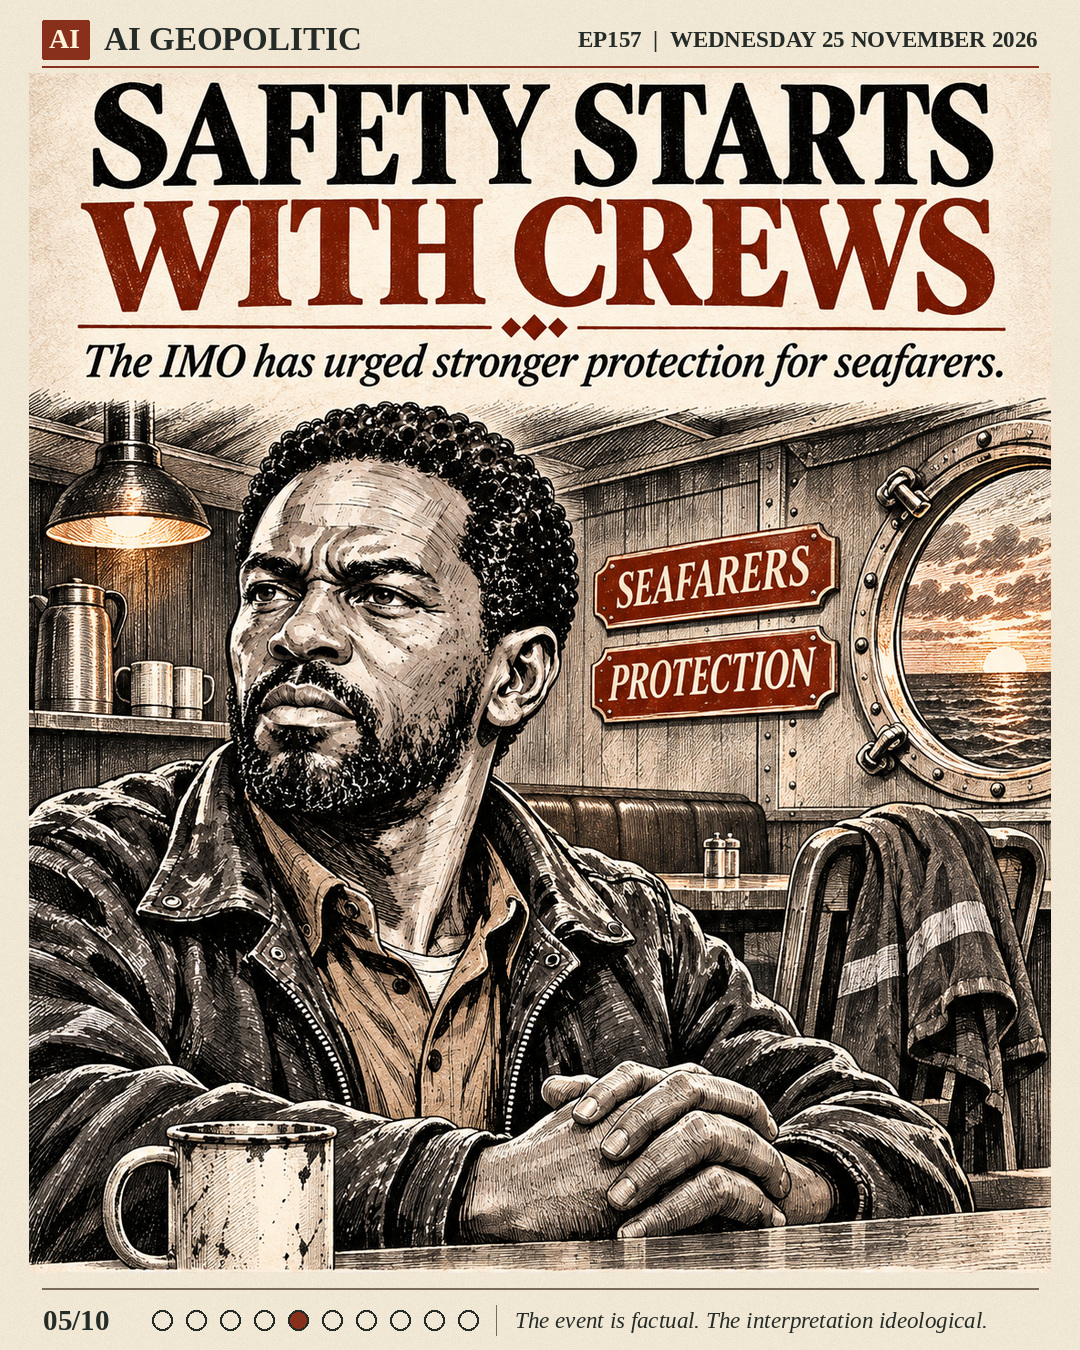 AI AI GEOPOLITIC
EP157 | WEDNESDAY 25 NOVEMBER 2026
SAFETY STARTS
WITH CREWS
The IMO has urged stronger protection for seafarers.
SEAFARERS
PROTECTION
05/10
The event is factual. The interpretation ideological.